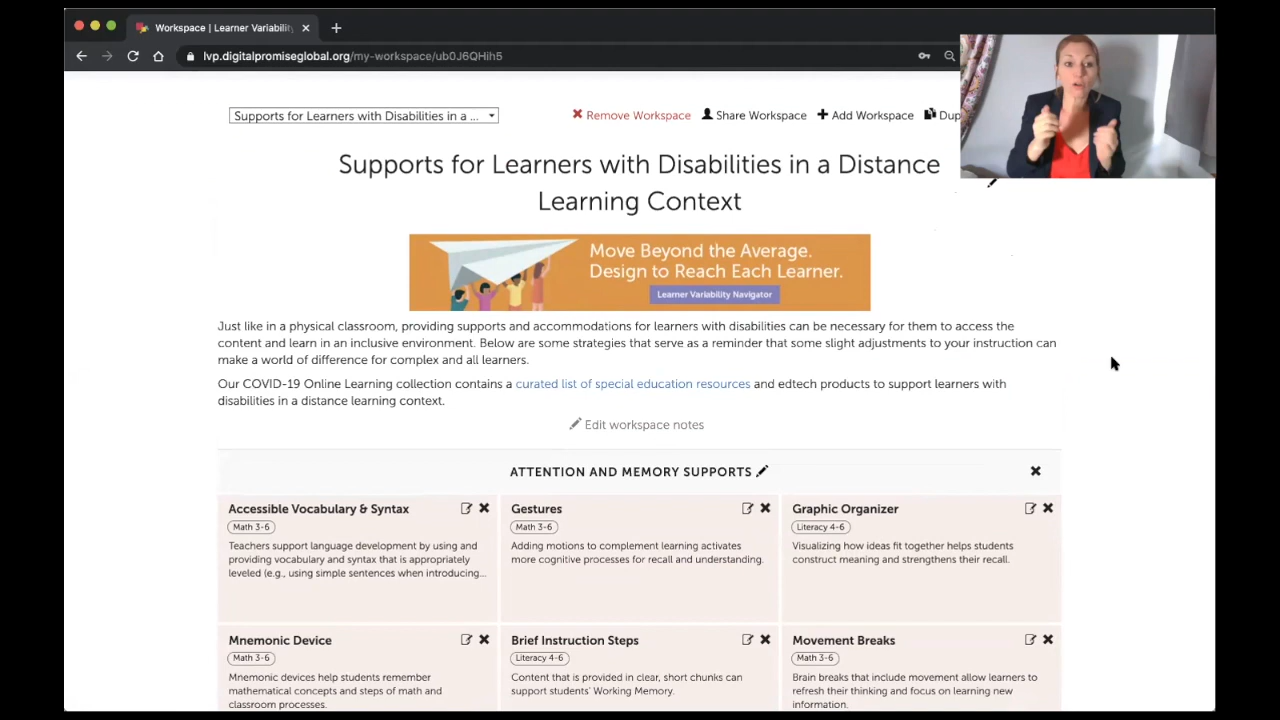 Workspace | Learner Variability
lvp.digitalpromiseglobal.org/my-workspace/ub0J6QHih5
Supports for Learners with Disabilities in a ...
Remove Workspace Share Workspace Add Workspace Dup
Supports for Learners with Disabilities in a Distance
Learning Context
Move Beyond the Average.
Design to Reach Each Learner.
Learner Variability Navigator
Just like in a physical classroom, providing supports and accommodations for learners with disabilities can be necessary for them to access the
content and learn in an inclusive environment. Below are some strategies that serve as a reminder that some slight adjustments to your instruction can
make a world of difference for complex and all learners.
Our COVID-19 Online Learning collection contains a curated list of special education resources and edtech products to support learners with
disabilities in a distance learning context.
Edit workspace notes
ATTENTION AND MEMORY SUPPORTS
Accessible Vocabulary & Syntax
Math 3-6
Teachers support language development by using and
providing vocabulary and syntax that is appropriately
leveled (e.g., using simple sentences when introducing...
Gestures
Math 3-6
Adding motions to complement learning activates
more cognitive processes for recall and understanding.
Graphic Organizer
Literacy 4-6
Visualizing how ideas fit together helps students
construct meaning and strengthens their recall.
Mnemonic Device
Math 3-6
Mnemonic devices help students remember
mathematical concepts and steps of math and
classroom processes.
Brief Instruction Steps
Literacy 4-6
Content that is provided in clear, short chunks can
support students' Working Memory.
Movement Breaks
Math 3-6
Brain breaks that include movement allow learners to
refresh their thinking and focus on learning new
information.